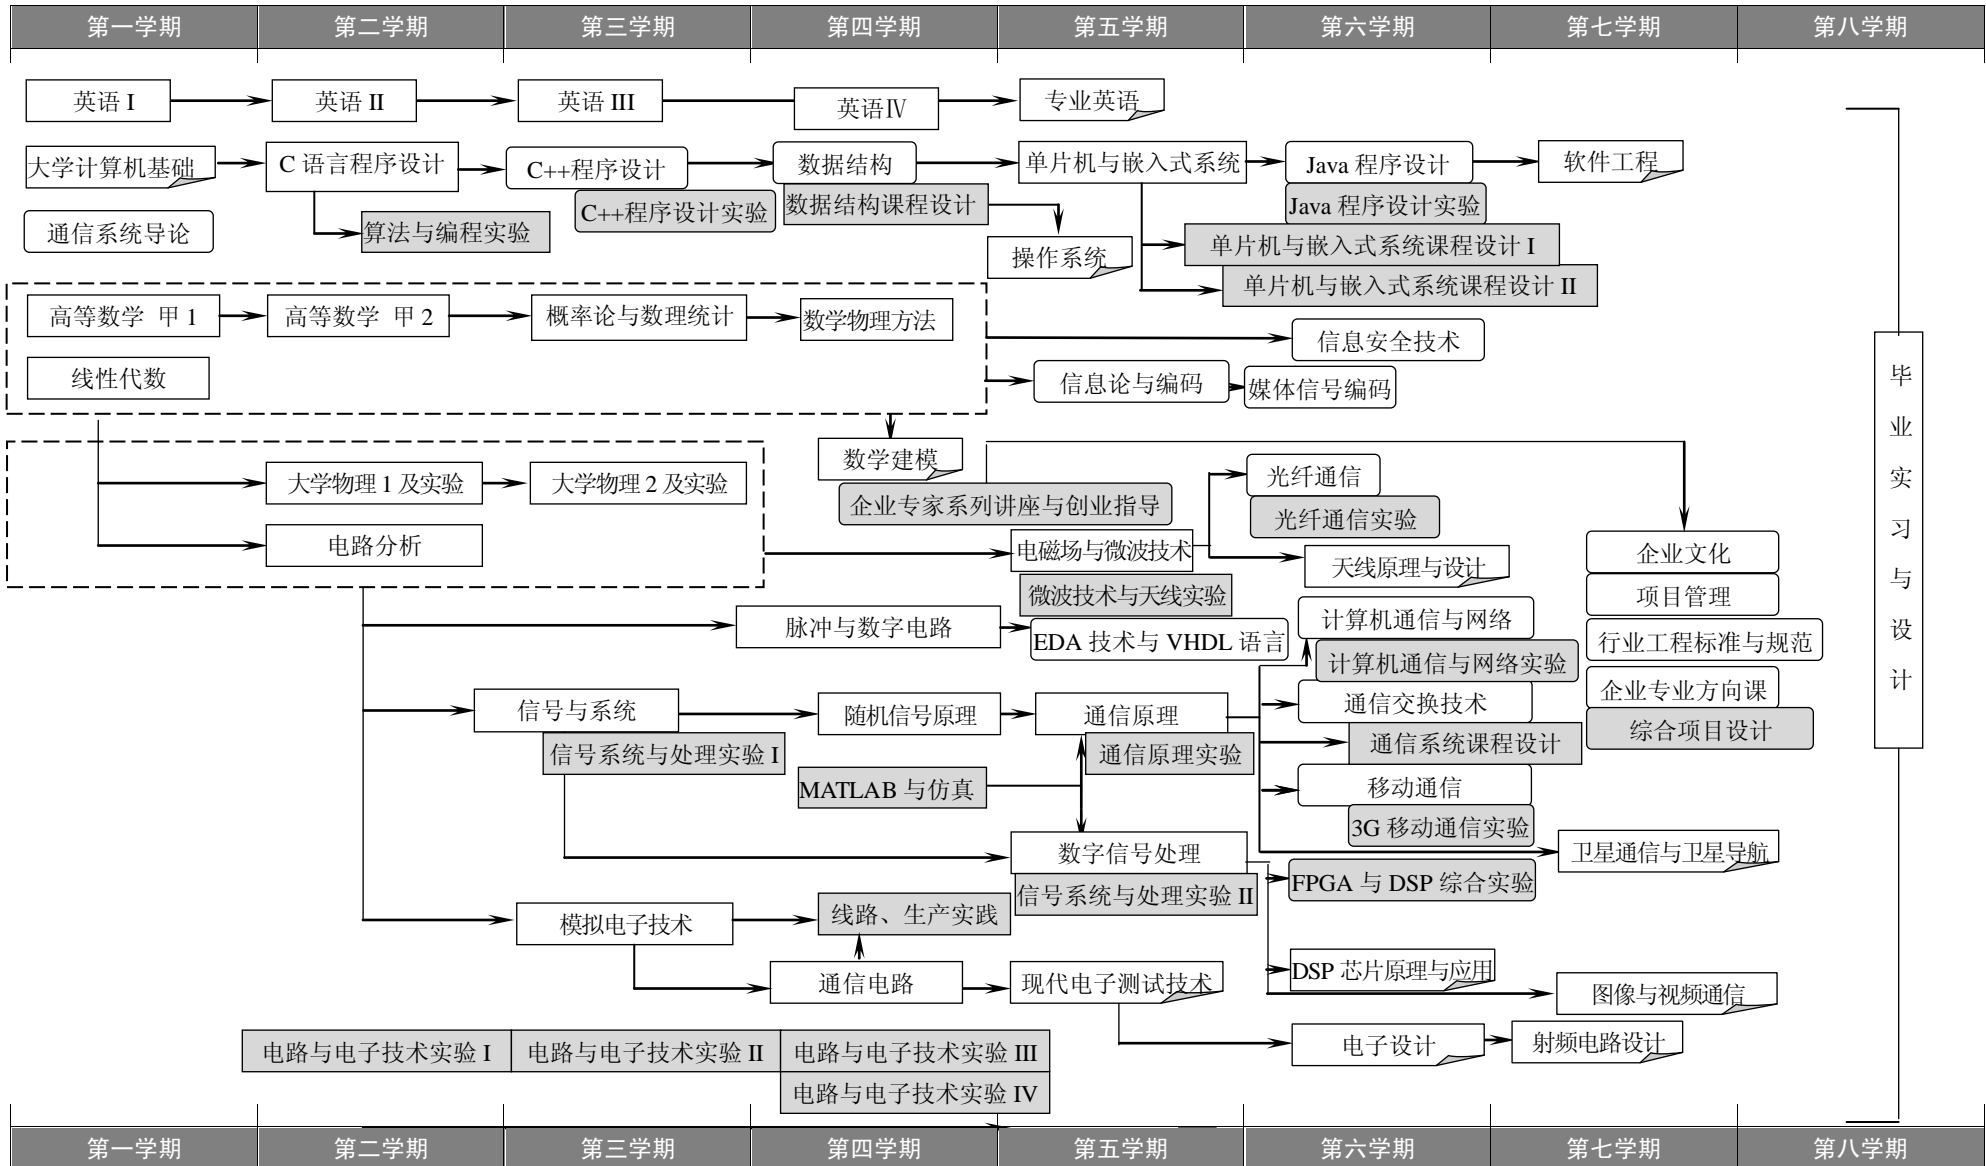 第一学期
第二学期
第三学期
第四学期
第五学期
第六学期
第七学期
第八学期
英语 I
英语 II
英语 III
英语Ⅳ
专业英语
大学计算机基础
C 语言程序设计
C++程序设计
数据结构
单片机与嵌入式系统
Java 程序设计
软件工程
通信系统导论
算法与编程实验
C++程序设计实验
数据结构课程设计
Java 程序设计实验
操作系统
单片机与嵌入式系统课程设计 I
单片机与嵌入式系统课程设计 II
高等数学 甲 1
高等数学 甲 2
概率论与数理统计
数学物理方法
信息安全技术
线性代数
信息论与编码
媒体信号编码
数学建模
大学物理 1 及实验
大学物理 2 及实验
企业专家系列讲座与创业指导
光纤通信
光纤通信实验
电路分析
电磁场与微波技术
天线原理与设计
微波技术与天线实验
企业文化
项目管理
行业工程标准与规范
企业专业方向课
综合项目设计
脉冲与数字电路
EDA 技术与 VHDL 语言
计算机通信与网络
计算机通信与网络实验
信号与系统
随机信号原理
通信原理
通信交换技术
信号系统与处理实验 I
通信原理实验
通信系统课程设计
MATLAB 与仿真
移动通信
3G 移动通信实验
数字信号处理
卫星通信与卫星导航
信号系统与处理实验 II
FPGA 与 DSP 综合实验
模拟电子技术
线路、生产实践
通信电路
现代电子测试技术
DSP 芯片原理与应用
图像与视频通信
电路与电子技术实验 I
电路与电子技术实验 II
电路与电子技术实验 III
电子设计
射频电路设计
电路与电子技术实验 IV
毕业实习与设计
第一学期
第二学期
第三学期
第四学期
第五学期
第六学期
第七学期
第八学期